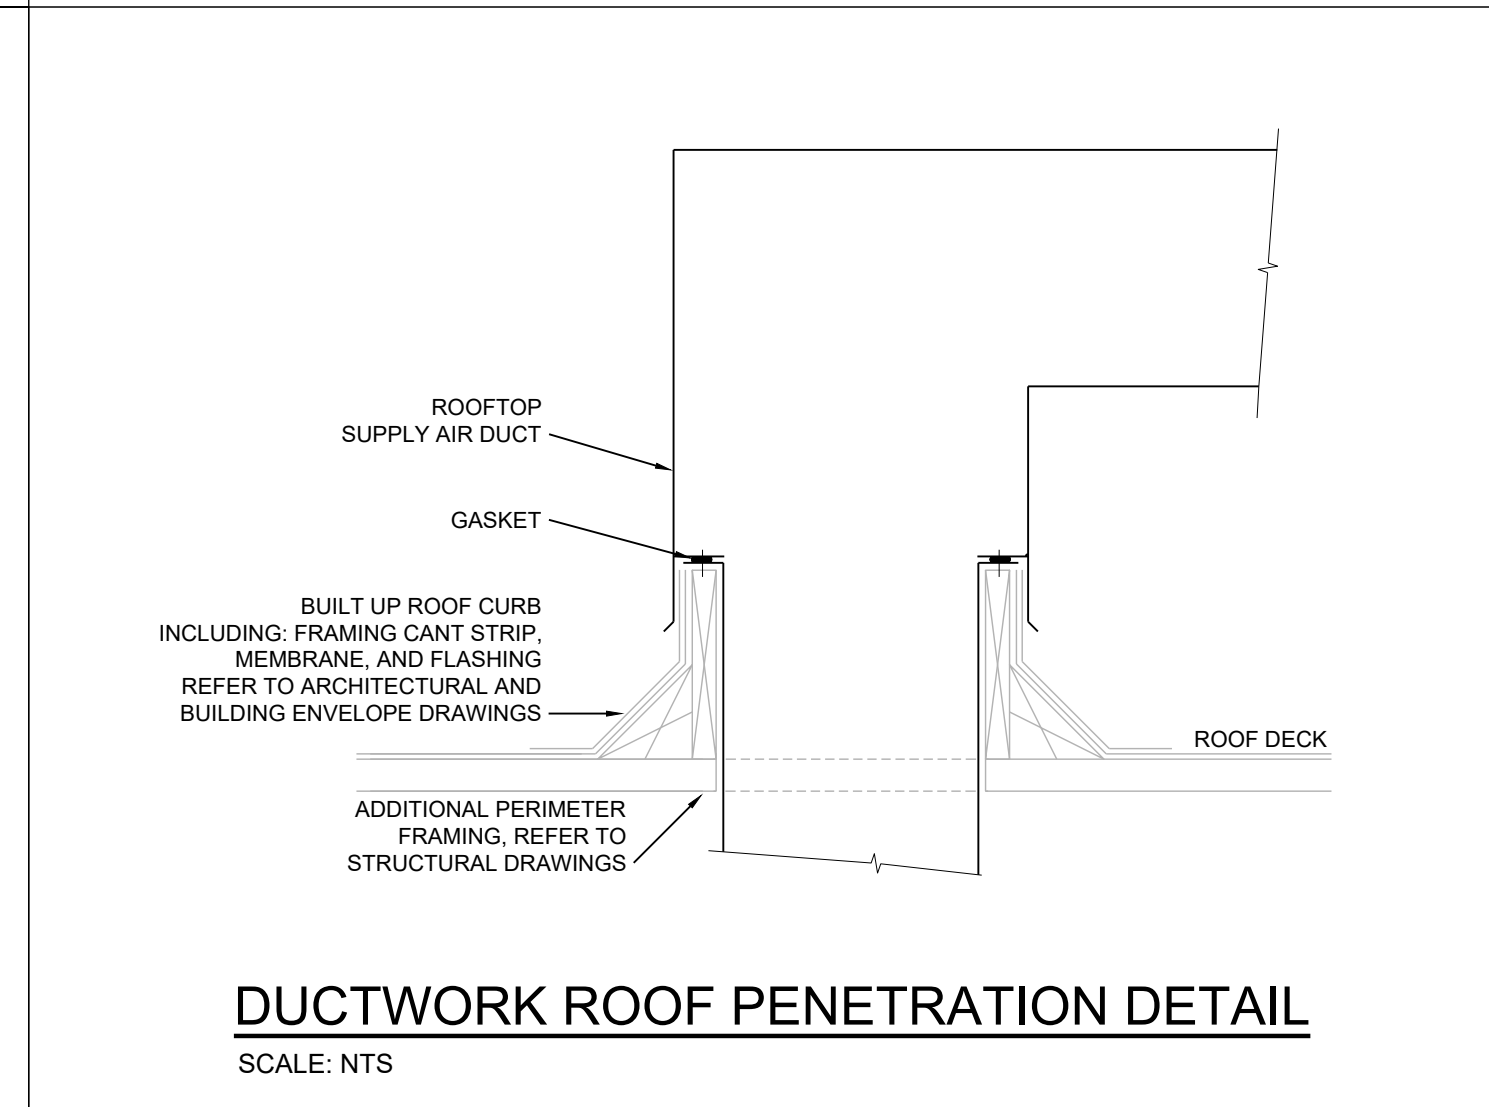 ROOFTOP
SUPPLY AIR DUCT
GASKET
BUILT UP ROOF CURB
INCLUDING: FRAMING CANT STRIP,
MEMBRANE, AND FLASHING
REFER TO ARCHITECTURAL AND
BUILDING ENVELOPE DRAWINGS
ROOF DECK
ADDITIONAL PERIMETER
FRAMING, REFER TO
STRUCTURAL DRAWINGS
DUCTWORK ROOF PENETRATION DETAIL
SCALE: NTS